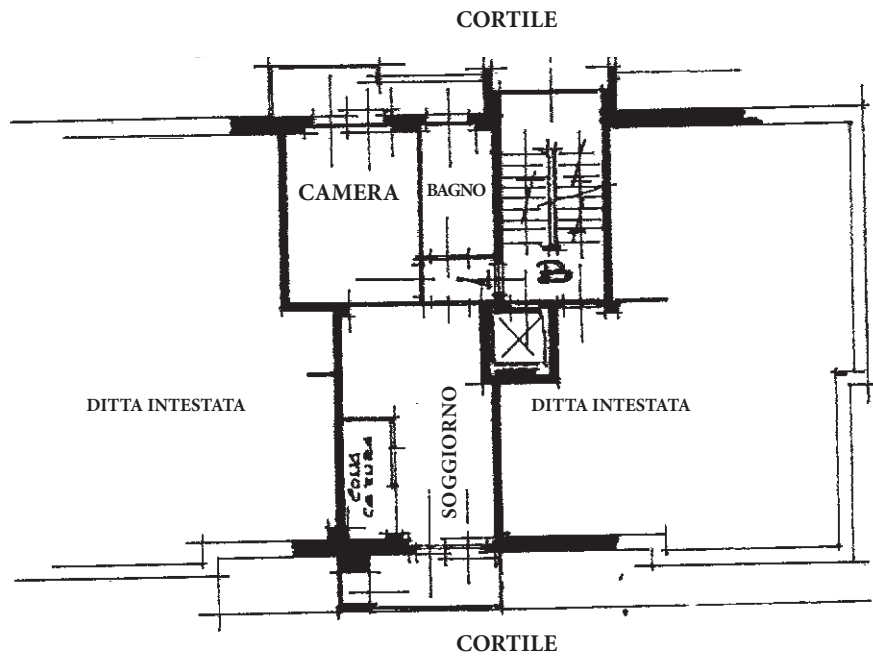 CORTILE
CAMERA
BAGNO
DITTA INTESTATA
SOGGIORNO
DITTA INTESTATA
CORTILE